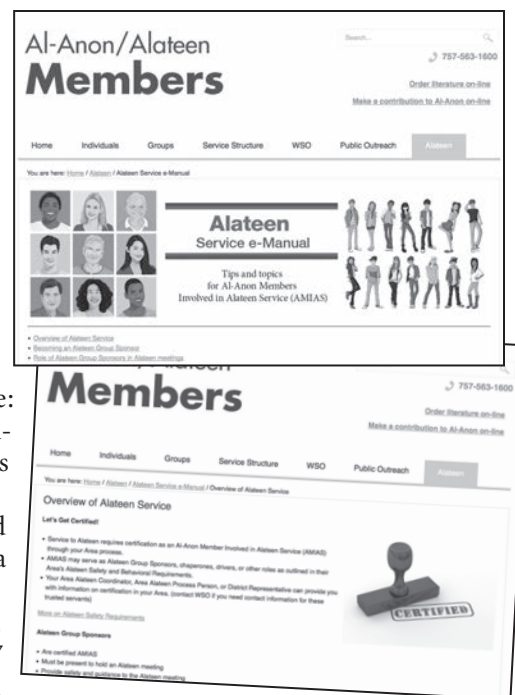 Al-Anon/Alateen
Members
Search...
757-563-1600
Order literature on-line
Make a contribution to Al-Anon on-line
Home Individuals Groups Service Structure WSO Public Outreach Alateen
You are here: Home / Alateen / Alateen Service e-Manual
Alateen
Service e-Manual
Tips and topics
for Al-Anon Members
Involved in Alateen Service (AMIAS)
• Overview of Alateen Service
• Becoming an Alateen Group Sponsor
• Role of Alateen Group Sponsors in Alateen meetings
Members
757-563-1600
Order literature on-line
Make a contribution to Al-Anon on-line
Home Individuals Groups Service Structure WSO Public Outreach Alateen
You are here: Home / Alateen / Alateen Service e-Manual / Overview of Alateen Service
Overview of Alateen Service
Let's Get Certified!
• Service to Alateen requires certification as an Al-Anon Member Involved in Alateen Service (AMIAS)
through your Area process.
• AMIAS may serve as Alateen Group Sponsors, chaperones, drivers, or other roles as outlined in their
Area's Alateen Safety and Behavioral Requirements.
• Your Area Alateen Coordinator, Area Alateen Process Person, or District Representative can provide you
with information on certification in your Area. (contact WSO if you need contact information for these
trusted servants)
More on Alateen Safety Requirements
CERTIFIED
Alateen Group Sponsors
• Are certified AMIAS
• Must be present to hold an Alateen meeting
• Provide safety and guidance to the Alateen meeting